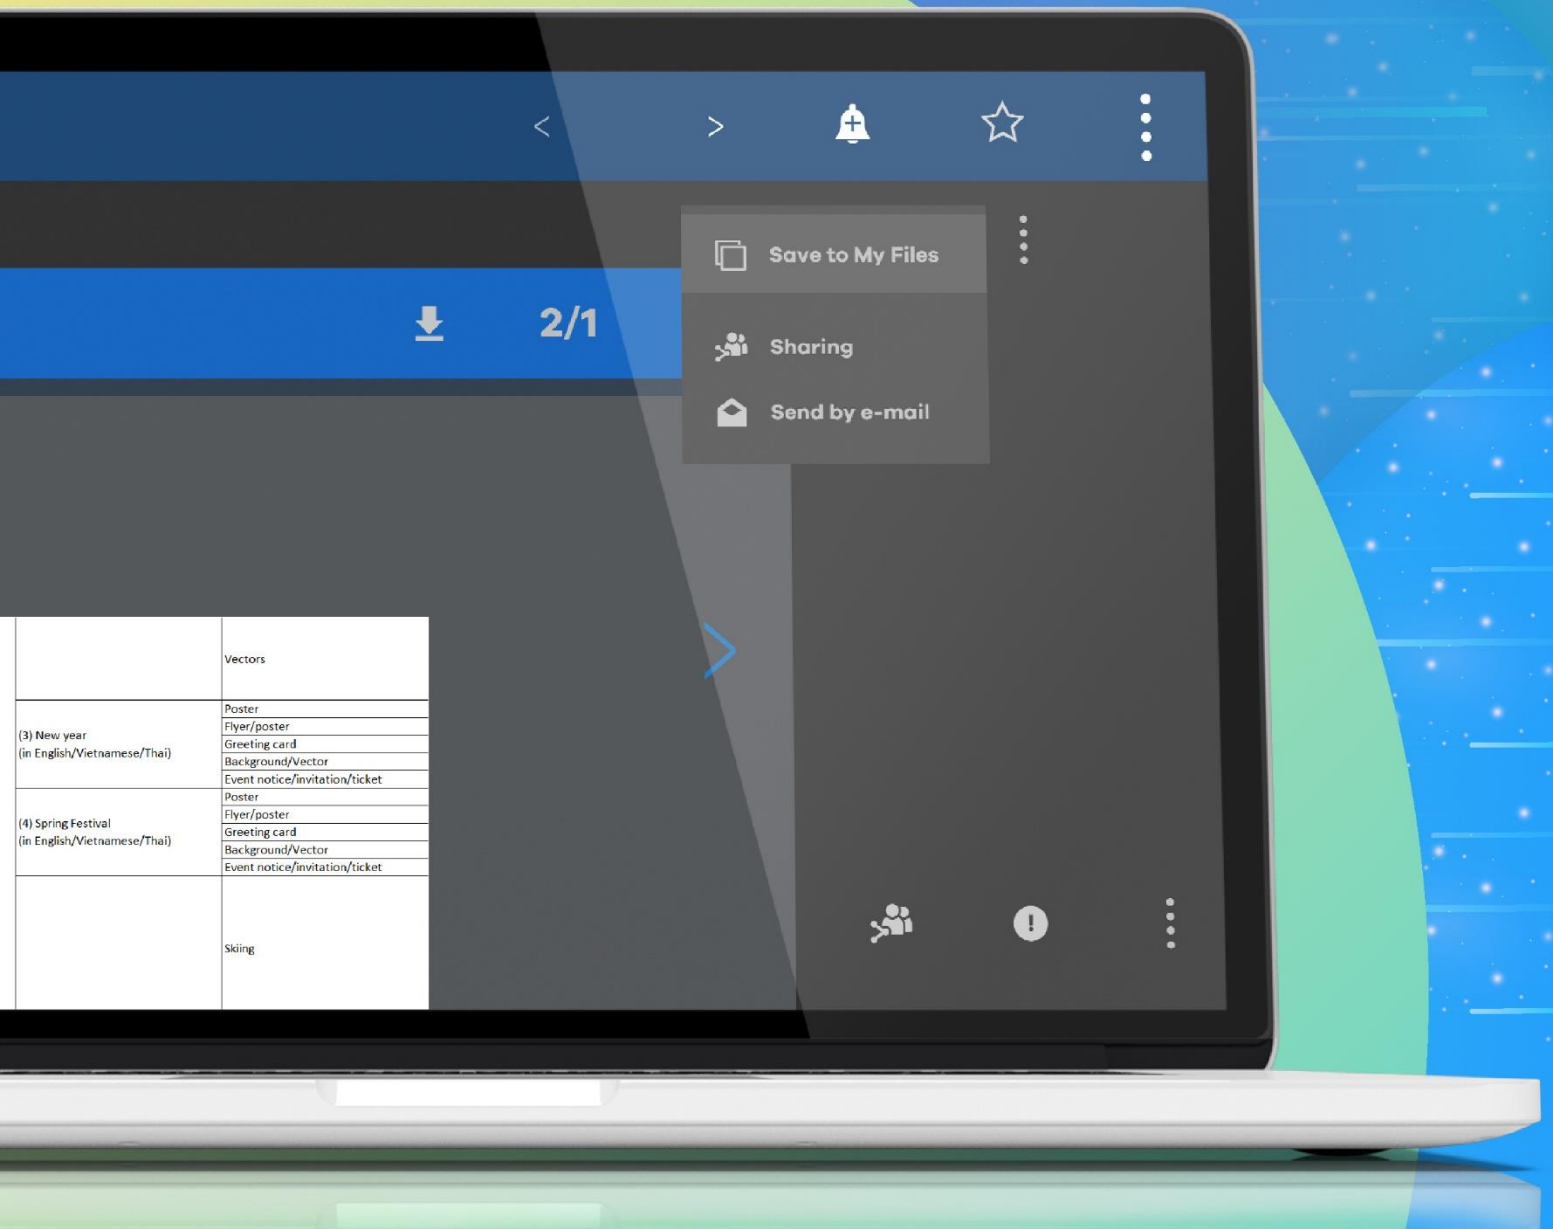 < >
2/1
Save to My Files
Sharing
Send by e-mail
Vectors
(3) New year
(in English/Vietnamese/Thai)
Poster
Flyer/poster
Greeting card
Background/Vector
Event notice/invitation/ticket
(4) Spring Festival
(in English/Vietnamese/Thai)
Poster
Flyer/poster
Greeting card
Background/Vector
Event notice/invitation/ticket
Skiing